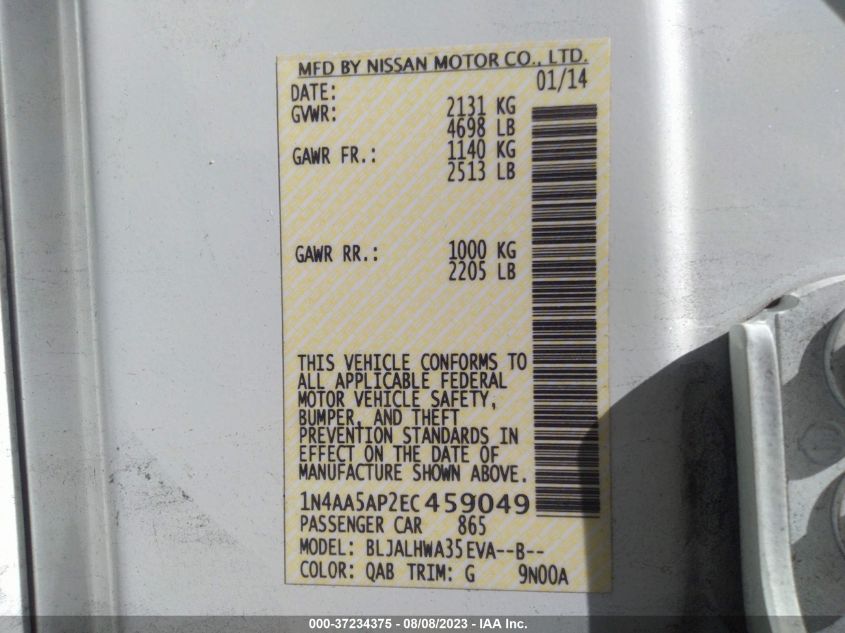 MFD BY NISSAN MOTOR CO., LTD.
DATE: 01/14
GVWR: 2131 KG
4698 LB
GAWR FR.: 1140 KG
2513 LB
GAWR RR.: 1000 KG
2205 LB
THIS VEHICLE CONFORMS TO
ALL APPLICABLE FEDERAL
MOTOR VEHICLE SAFETY,
BUMPER, AND THEFT
PREVENTION STANDARDS IN
EFFECT ON THE DATE OF
MANUFACTURE SHOWN ABOVE.
1N4AA5AP2EC459049
PASSENGER CAR 865
MODEL: BLJALHWA35EVA--B--
COLOR: QAB TRIM: G 9N00A
000-37234375 - 08/08/2023 - IAA Inc.